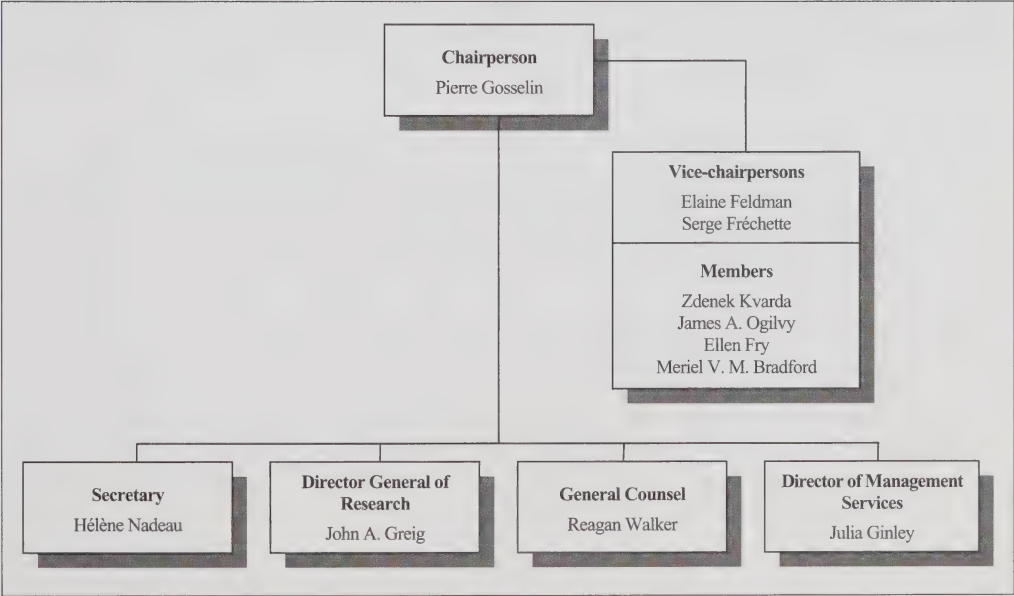 Chairperson
Pierre Gosselin
Vice-chairpersons
Elaine Feldman
Serge Fréchette
Members
Zdenek Kvarda
James A. Ogilvy
Ellen Fry
Meriel V. M. Bradford
Secretary
Hélène Nadeau
Director General of
Research
John A. Greig
General Counsel
Reagan Walker
Director of Management
Services
Julia Ginley